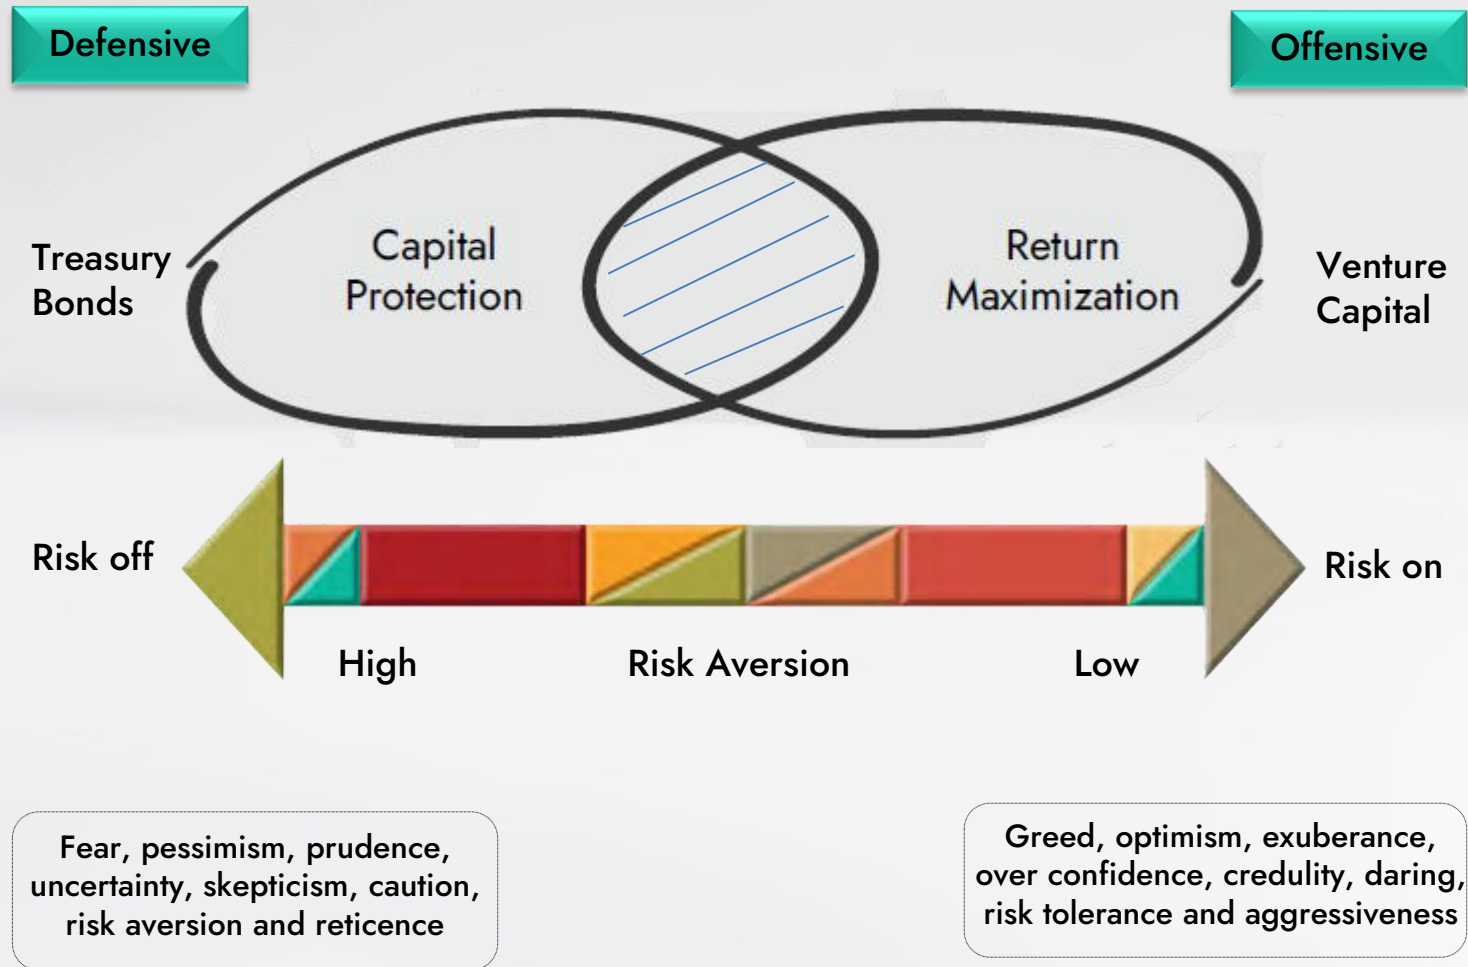 Defensive
Offensive
Treasury
Bonds
Capital
Protection
Return
Maximization
Venture
Capital
Risk off
Risk on
High
Risk Aversion
Low
Fear, pessimism, prudence,
uncertainty, skepticism, caution,
risk aversion and reticence
Greed, optimism, exuberance,
over confidence, credulity, daring,
risk tolerance and aggressiveness